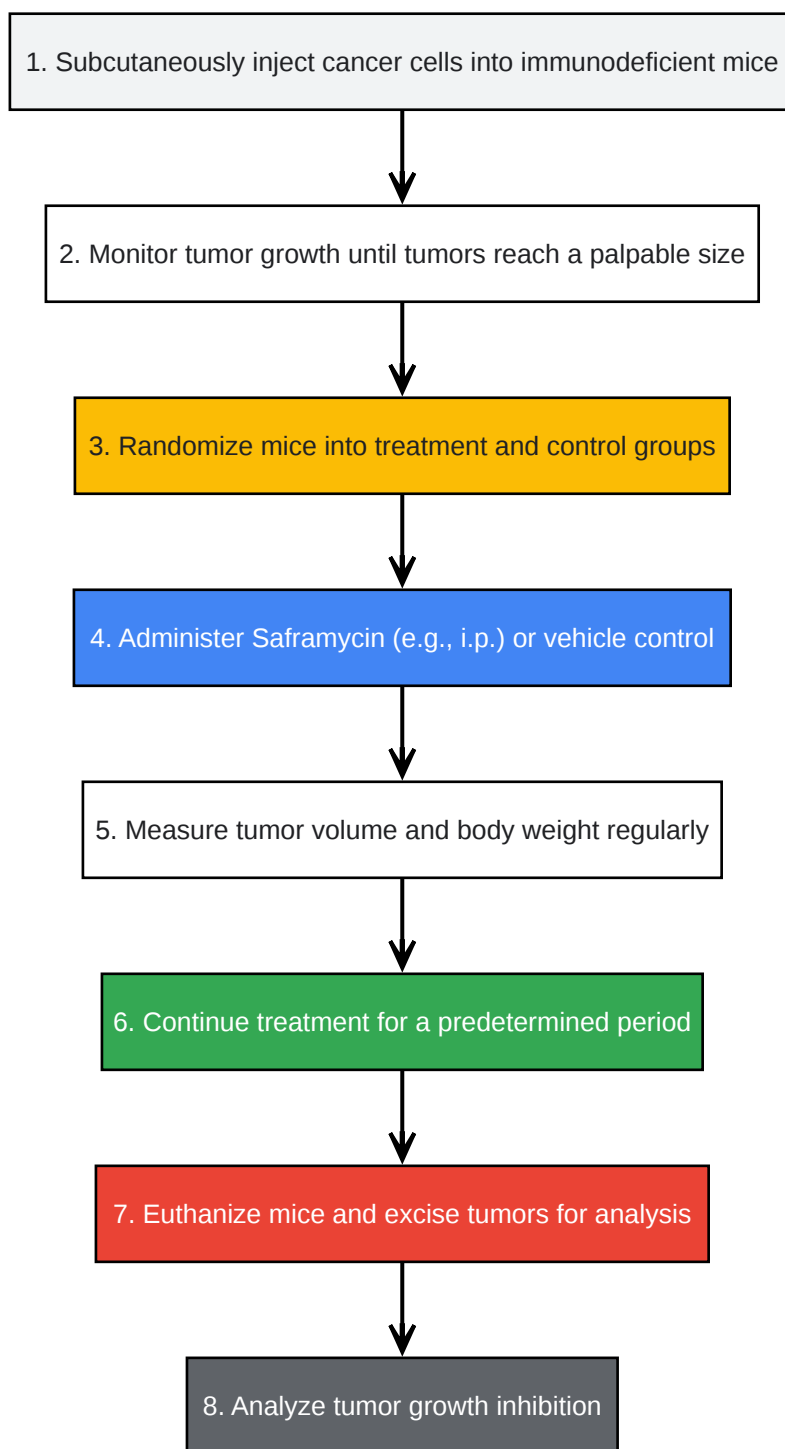 1. Subcutaneously inject cancer cells into immunodeficient mice
2. Monitor tumor growth until tumors reach a palpable size
3. Randomize mice into treatment and control groups
4. Administer Saframycin (e.g., i.p.) or vehicle control
5. Measure tumor volume and body weight regularly
6. Continue treatment for a predetermined period
7. Euthanize mice and excise tumors for analysis
8. Analyze tumor growth inhibition